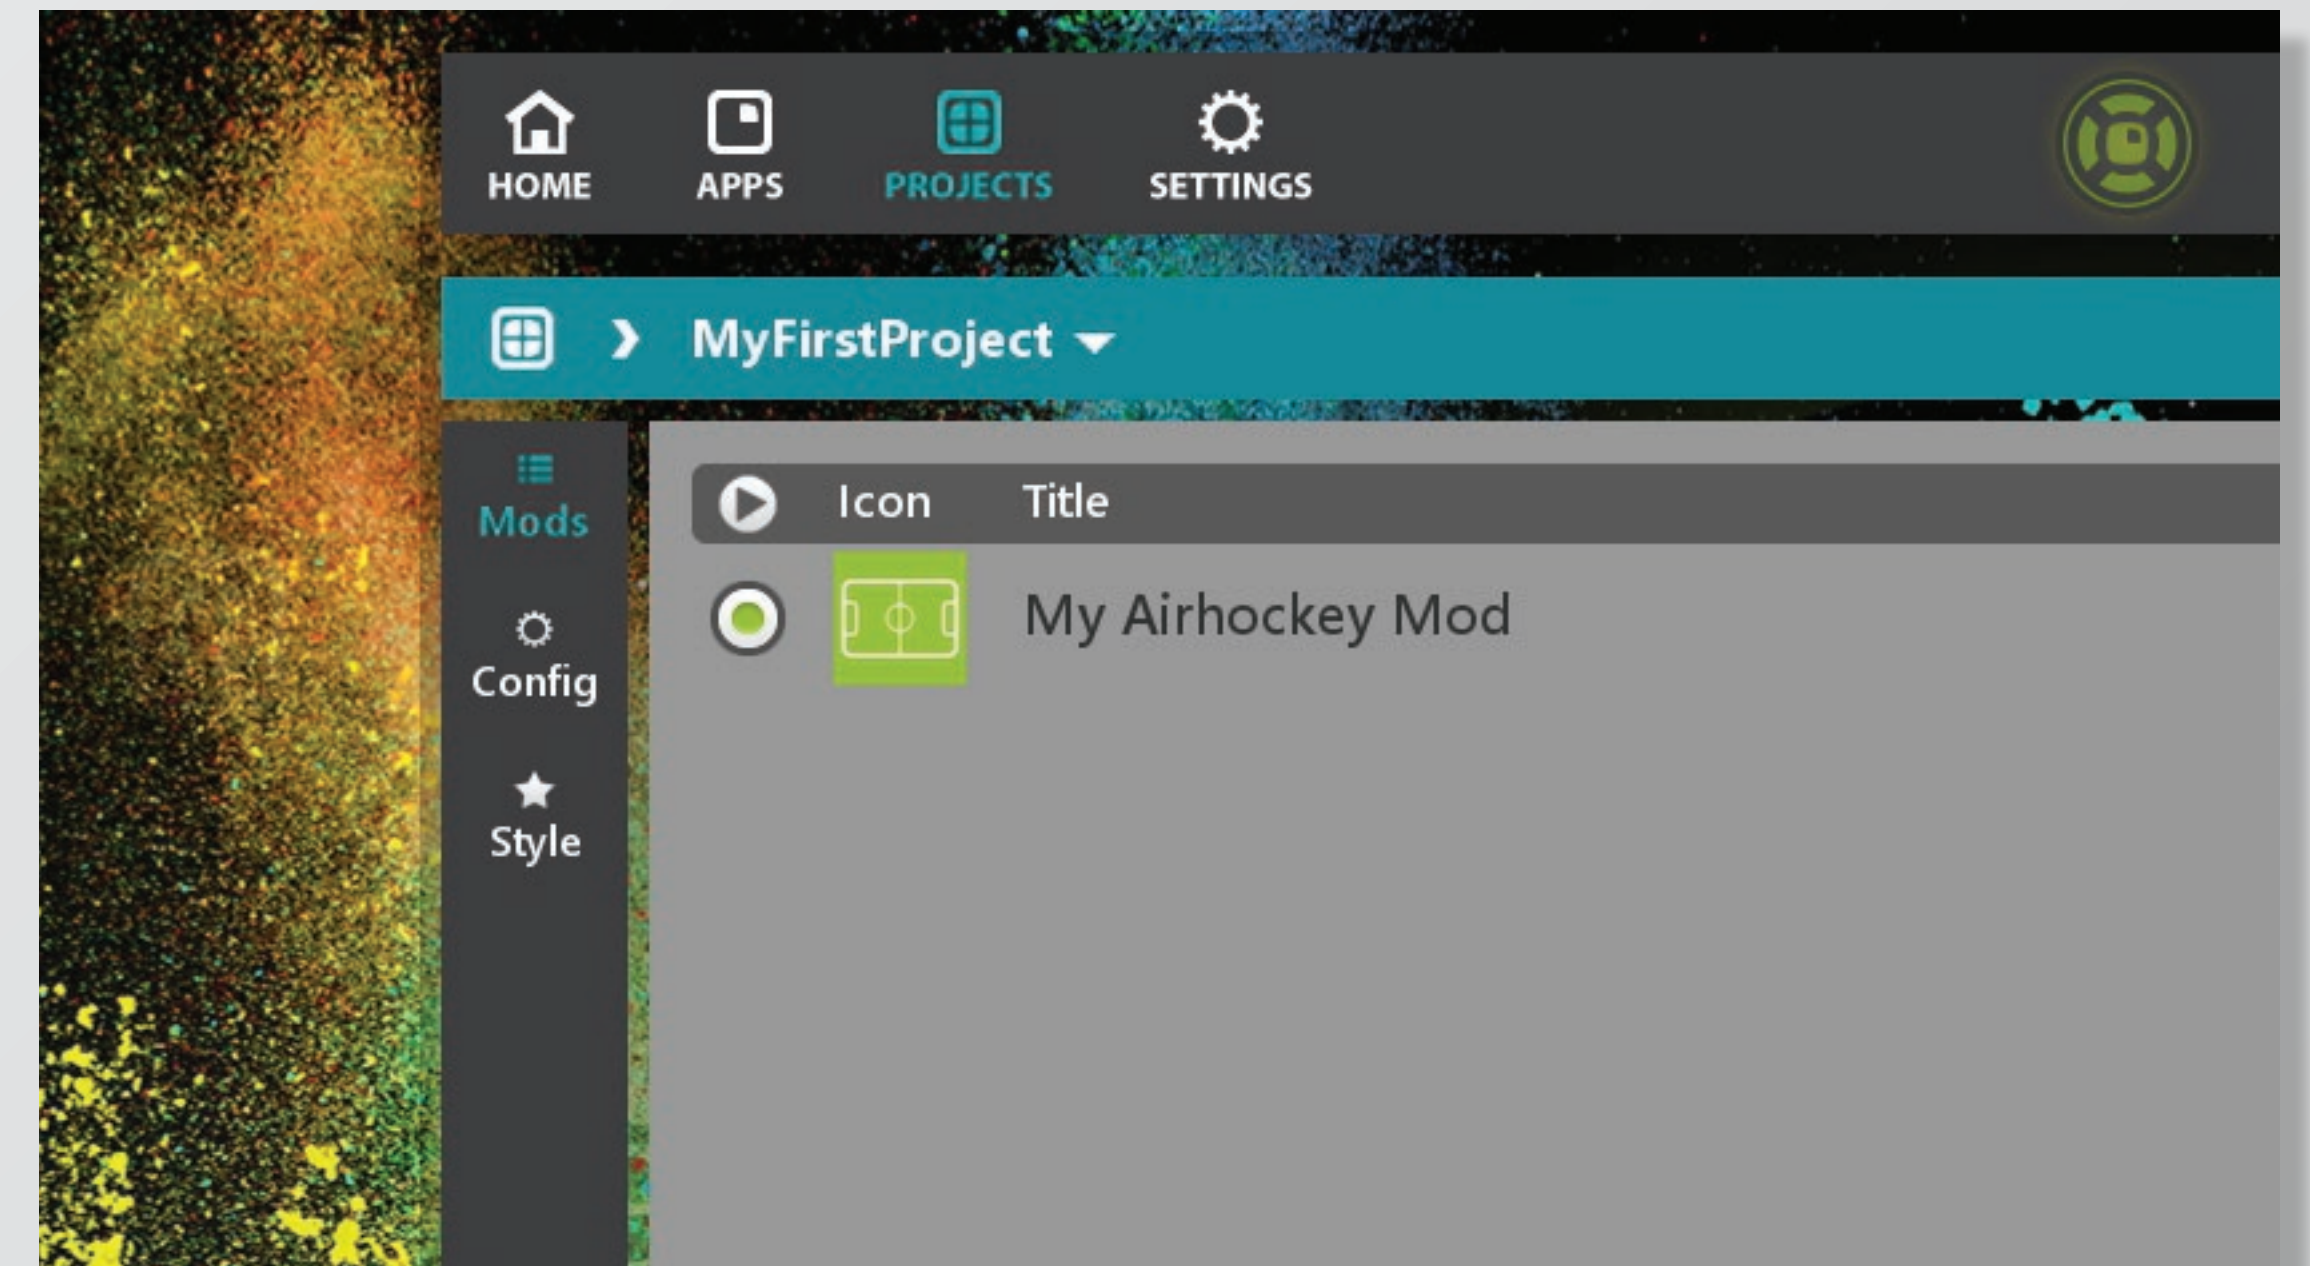 HOME APPS PROJECTS SETTINGS
MyFirstProject
Mods
Icon Title
My Airhockey Mod
Config
Style